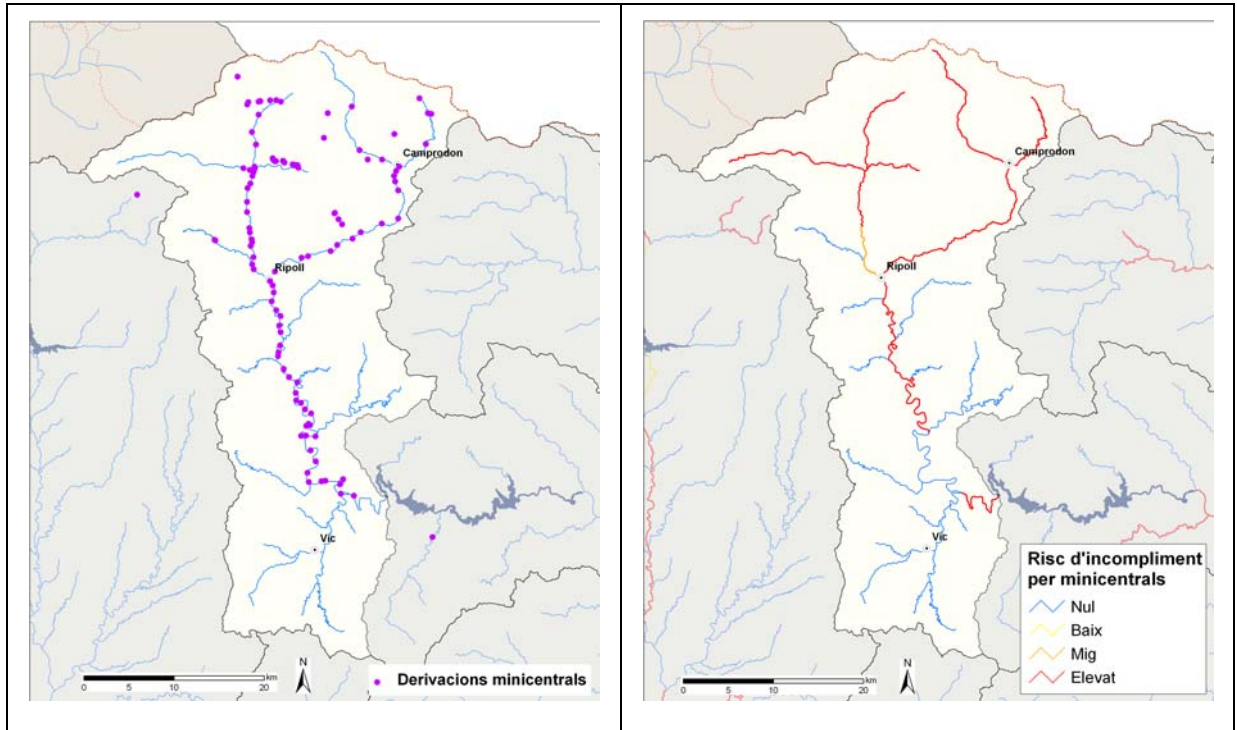 Camprodon
Ripoll
Vic
N
km
0 10 20
Derivacions minicentrals
Camprodon
Ripoll
Vic
Risc d'incompliment
per minicentrals
Nul
Baix
Mig
Elevat
N
km
0 5 10 20